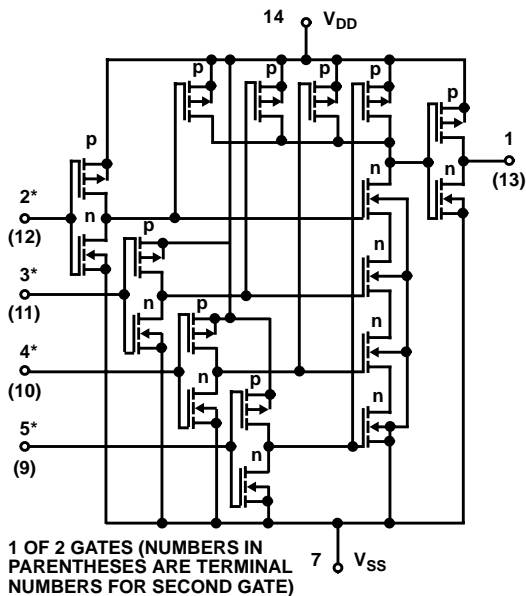 14 V_DD
p p p p p
p 1
2* n n (13)
(12) p n
3* n
(11) n p n
4* n n
(10) p
5* n
(9) n
1 OF 2 GATES (NUMBERS IN
PARENTHESES ARE TERMINAL
NUMBERS FOR SECOND GATE)
7 V_SS